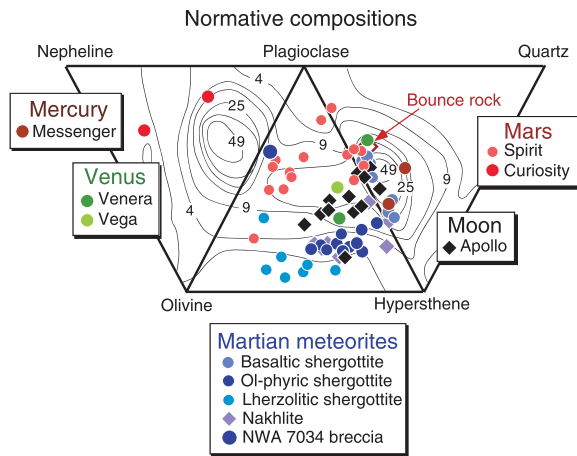 Normative compositions
Nepheline
Plagioclase
Quartz
4
4
25
9
49
49
25
9
9
4
Bounce rock
Mercury
Messenger
Venus
Venera
Vega
Mars
Spirit
Curiosity
Moon
Apollo
Olivine
Hypersthene
Martian meteorites
Basaltic shergottite
Ol-phyric shergottite
Lherzolitic shergottite
Nakhlite
NWA 7034 breccia